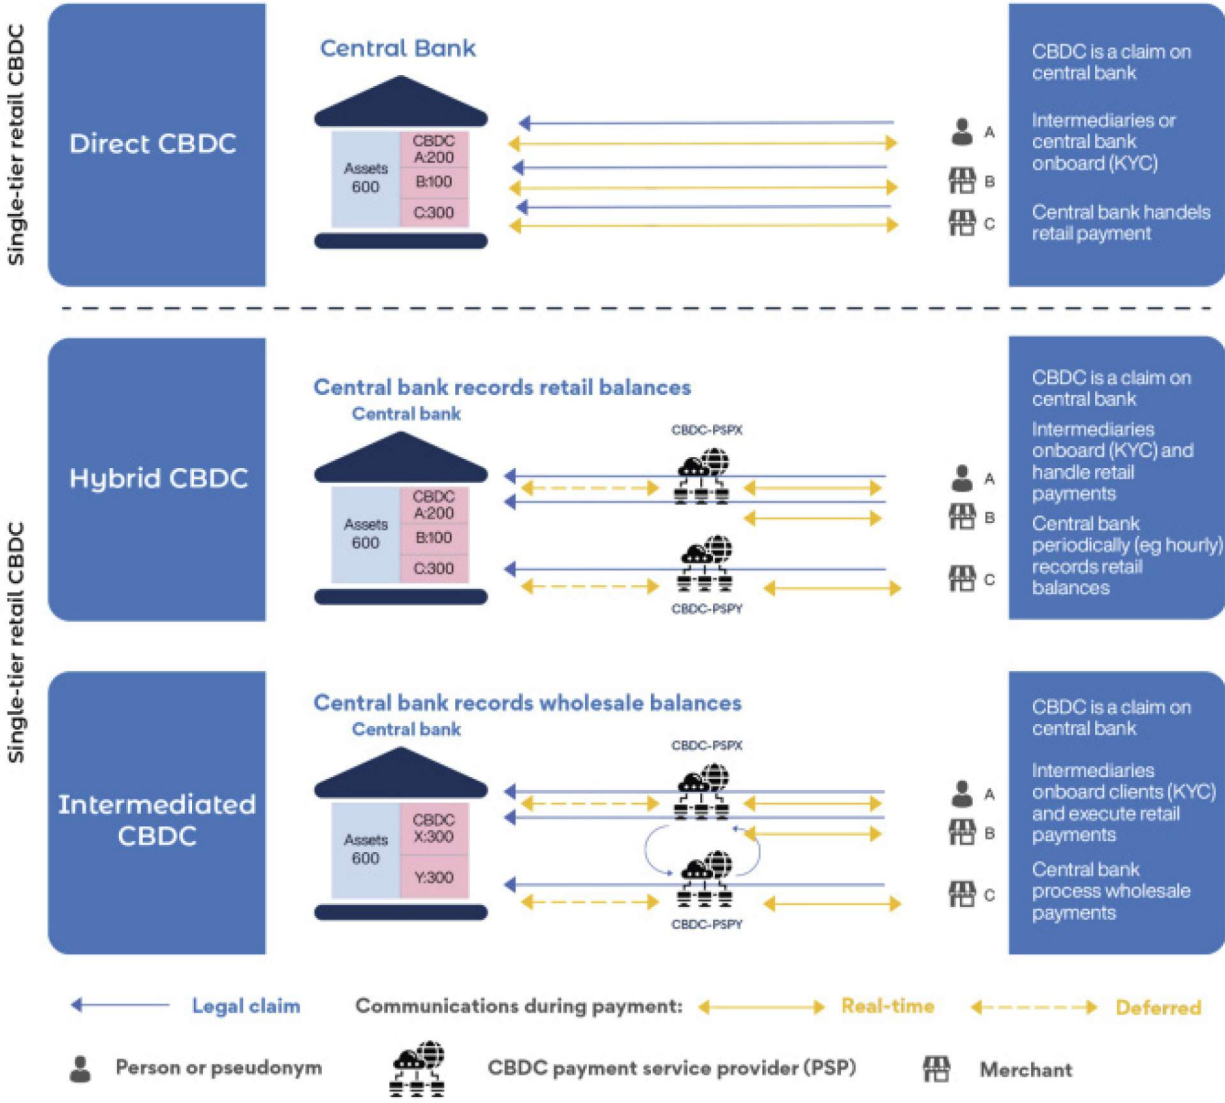 Single-tier retail CBDC
Direct CBDC
Central Bank
Assets
600
CBDC
A:200
B:100
C:300
A
B
C
CBDC is a claim on
central bank
Intermediaries or
central bank
onboard (KYC)
Central bank handels
retail payment
Single-tier retail CBDC
Hybrid CBDC
Central bank records retail balances
Central bank
Assets
600
CBDC
A:200
B:100
C:300
CBDC-PSPX
CBDC-PSPY
A
B
C
CBDC is a claim on
central bank
Intermediaries
onboard (KYC) and
handle retail
payments
Central bank
periodically (eg hourly)
records retail
balances
Intermediated
CBDC
Central bank records wholesale balances
Central bank
Assets
600
CBDC
X:300
Y:300
CBDC-PSPX
CBDC-PSPY
A
B
C
CBDC is a claim on
central bank
Intermediaries
onboard clients (KYC)
and execute retail
payments
Central bank
process wholesale
payments
Legal claim
Communications during payment:
Real-time
Deferred
Person or pseudonym
CBDC payment service provider (PSP)
Merchant